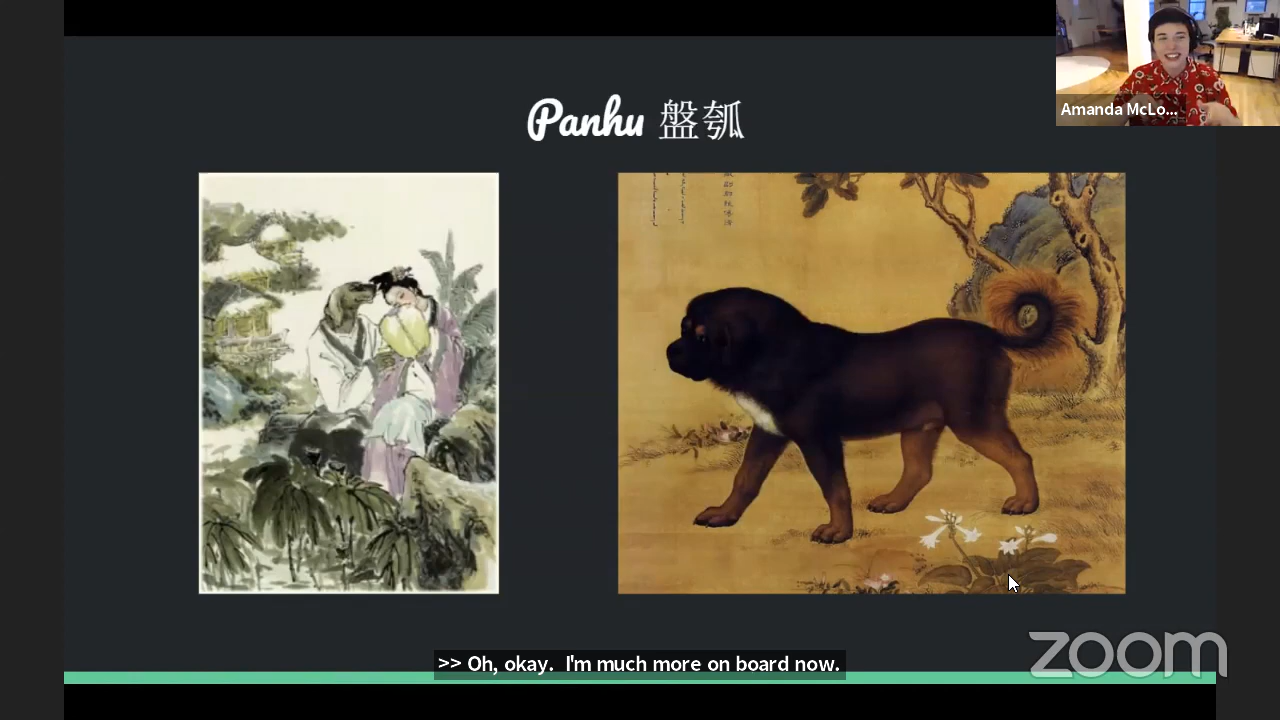 Panhu 盤瓠
Amanda McLo...
>> Oh, okay. I'm much more on board now.
zoom